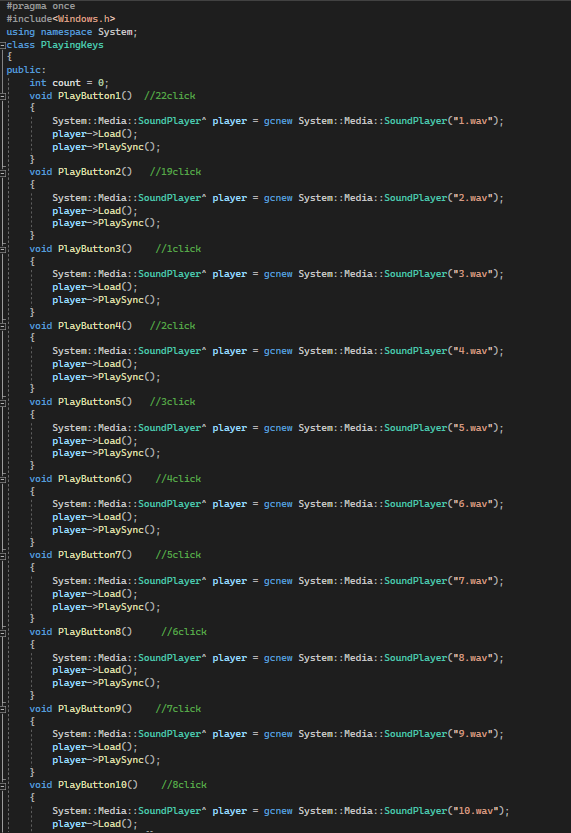 #pragma once
#include<Windows.h>
using namespace System;
class PlayingKeys
{
public:
    int count = 0;
    void PlayButton1()  //22click
    {
        System::Media::SoundPlayer^ player = gcnew System::Media::SoundPlayer("1.wav");
        player->Load();
        player->PlaySync();
    }
    void PlayButton2()   //19click
    {
        System::Media::SoundPlayer^ player = gcnew System::Media::SoundPlayer("2.wav");
        player->Load();
        player->PlaySync();
    }
    void PlayButton3()    //1click
    {
        System::Media::SoundPlayer^ player = gcnew System::Media::SoundPlayer("3.wav");
        player->Load();
        player->PlaySync();
    }
    void PlayButton4()   //2click
    {
        System::Media::SoundPlayer^ player = gcnew System::Media::SoundPlayer("4.wav");
        player->Load();
        player->PlaySync();
    }
    void PlayButton5()   //3click
    {
        System::Media::SoundPlayer^ player = gcnew System::Media::SoundPlayer("5.wav");
        player->Load();
        player->PlaySync();
    }
    void PlayButton6()    //4click
    {
        System::Media::SoundPlayer^ player = gcnew System::Media::SoundPlayer("6.wav");
        player->Load();
        player->PlaySync();
    }
    void PlayButton7()    //5click
    {
        System::Media::SoundPlayer^ player = gcnew System::Media::SoundPlayer("7.wav");
        player->Load();
        player->PlaySync();
    }
    void PlayButton8()     //6click
    {
        System::Media::SoundPlayer^ player = gcnew System::Media::SoundPlayer("8.wav");
        player->Load();
        player->PlaySync();
    }
    void PlayButton9()    //7click
    {
        System::Media::SoundPlayer^ player = gcnew System::Media::SoundPlayer("9.wav");
        player->Load();
        player->PlaySync();
    }
    void PlayButton10()    //8click
    {
        System::Media::SoundPlayer^ player = gcnew System::Media::SoundPlayer("10.wav");
        player->Load();